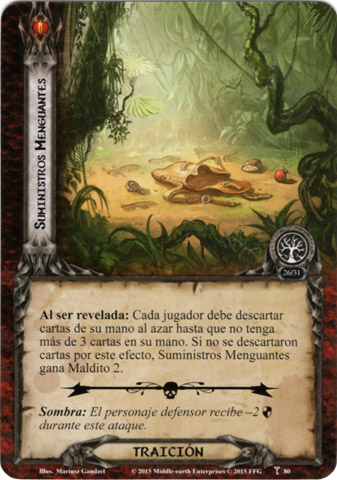 SUMINISTROS MENGUANTES
26/31
Al ser revelada: Cada jugador debe descartar
cartas de su mano al azar hasta que no tenga
más de 3 cartas en su mano. Si no se descartaron
cartas por este efecto, Suministros Menguantes
gana Maldito 2.
Sombra: El personaje defensor recibe –2
durante este ataque.
TRAICIÓN
Illus. Mariusz Gandzel © 2015 Middle-earth Enterprises © 2015 FFG 80